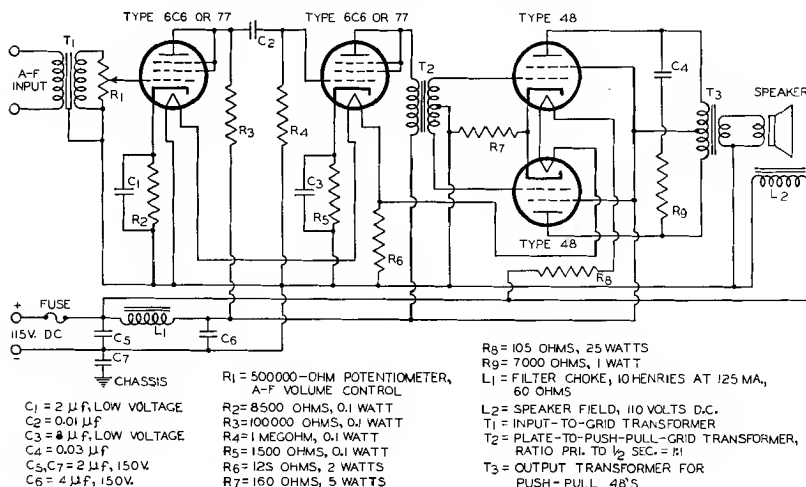 TYPE 6C6 OR 77
TYPE 6C6 OR 77
TYPE 48
T1
A-F
INPUT
R1
C2
R3
R4
T2
C4
T3
SPEAKER
R7
C1
R2
C3
R5
R6
TYPE 48
R9
L2
R8
+
FUSE
115V. DC
-
L1
C5
C6
C7
CHASSIS
C1 = 2 μf, LOW VOLTAGE
C2 = 0.01 μf
C3 = 8 μf, LOW VOLTAGE
C4 = 0.03 μf
C5, C7 = 2 μf, 150V.
C6 = 4 μf, 150V.
R1 = 500000-OHM POTENTIOMETER,
A-F VOLUME CONTROL
R2 = 8500 OHMS, 0.1 WATT
R3 = 100000 OHMS, 0.1 WATT
R4 = 1 MEGOHM, 0.1 WATT
R5 = 1500 OHMS, 0.1 WATT
R6 = 125 OHMS, 2 WATTS
R7 = 160 OHMS, 5 WATTS
R8 = 105 OHMS, 25 WATTS
R9 = 7000 OHMS, 1 WATT
L1 = FILTER CHOKE, 10 HENRIES AT 125 MA.,
60 OHMS
L2 = SPEAKER FIELD, 110 VOLTS D.C.
T1 = INPUT-TO-GRID TRANSFORMER
T2 = PLATE-TO-PUSH-PULL-GRID TRANSFORMER,
RATIO PRI. TO 1/2 SEC. = 1:1
T3 = OUTPUT TRANSFORMER FOR
PUSH-PULL 48'S